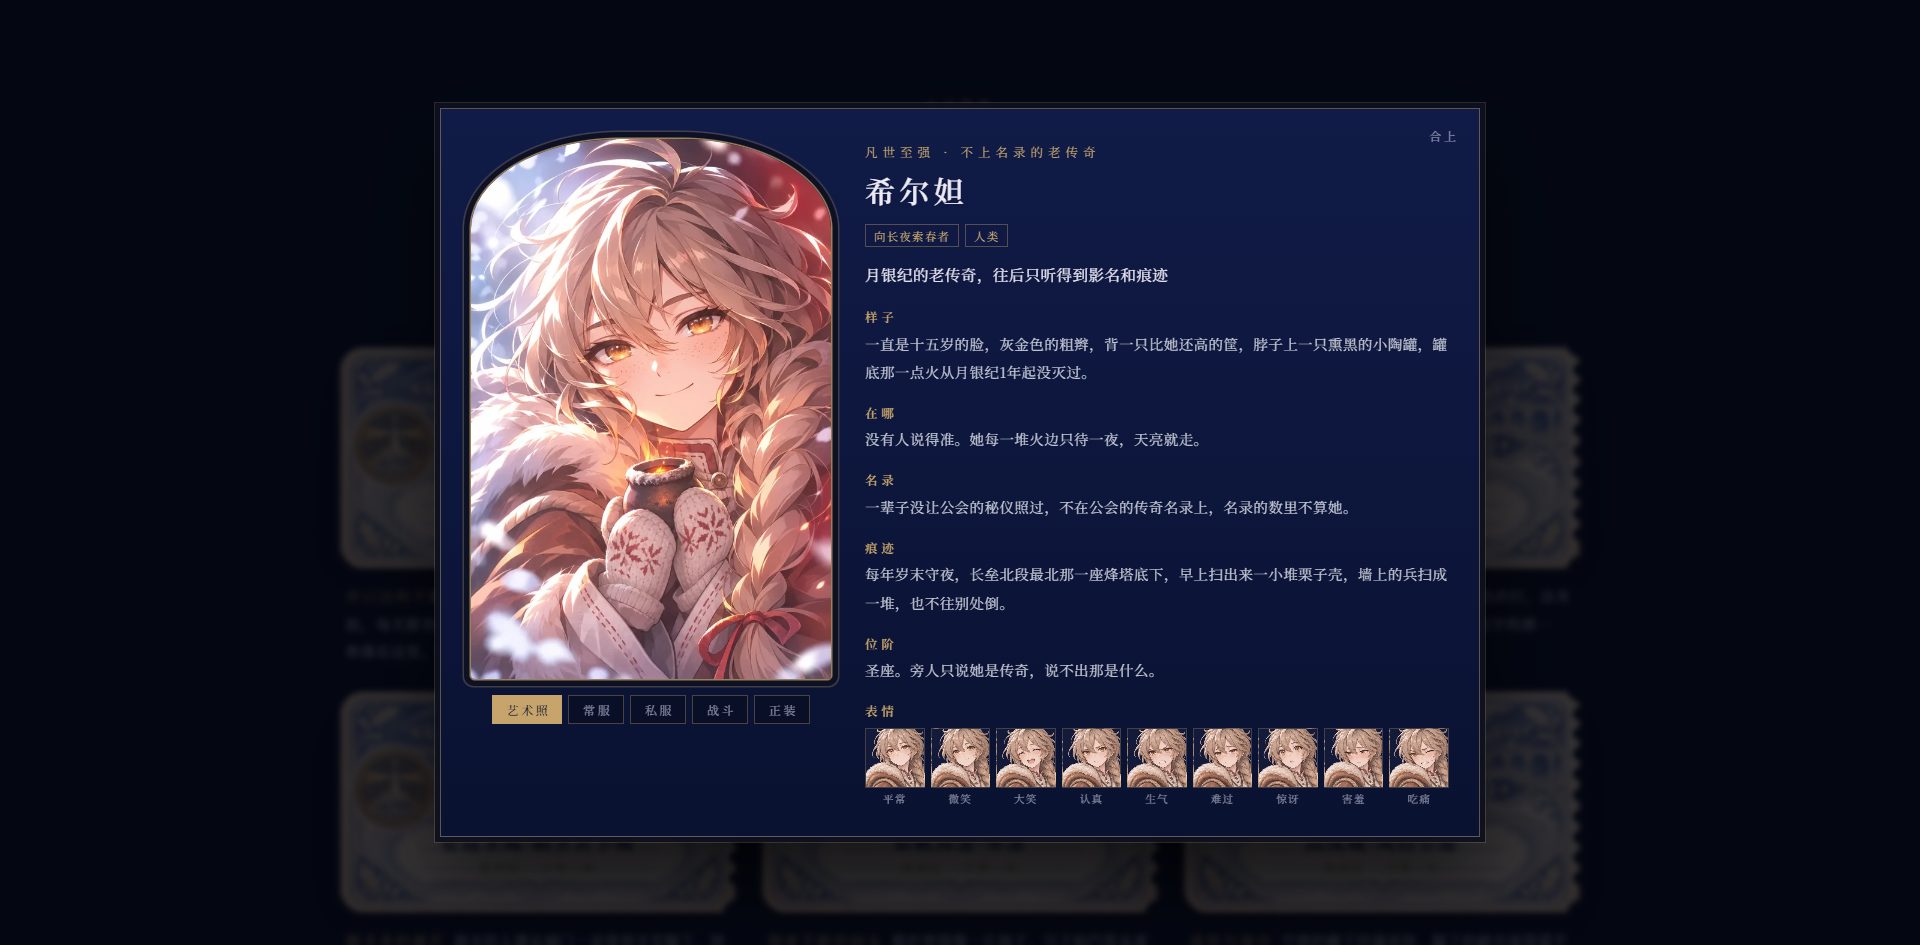 合上
凡世至强 · 不上名录的老传奇
希尔妲
向长夜索春者
人类
月银纪的老传奇，往后只听得到影名和痕迹
样子
一直是十五岁的脸，灰金色的粗辫，背一只比她还高的筐，脖子上一只熏黑的小陶罐，罐
底那一点火从月银纪1年起没灭过。
在哪
没有人说得准。她每一堆火边只待一夜，天亮就走。
名录
一辈子没让公会的秘仪照过，不在公会的传奇名录上，名录的数里不算她。
痕迹
每年岁末守夜，长垒北段最北那一座烽塔底下，早上扫出来一小堆栗子壳，墙上的兵扫成
一堆，也不往别处倒。
位阶
圣座。旁人只说她是传奇，说不出那是什么。
表情
平常 微笑 大笑 认真 生气 难过 惊讶 害羞 吃痛
艺术照 常服 私服 战斗 正装